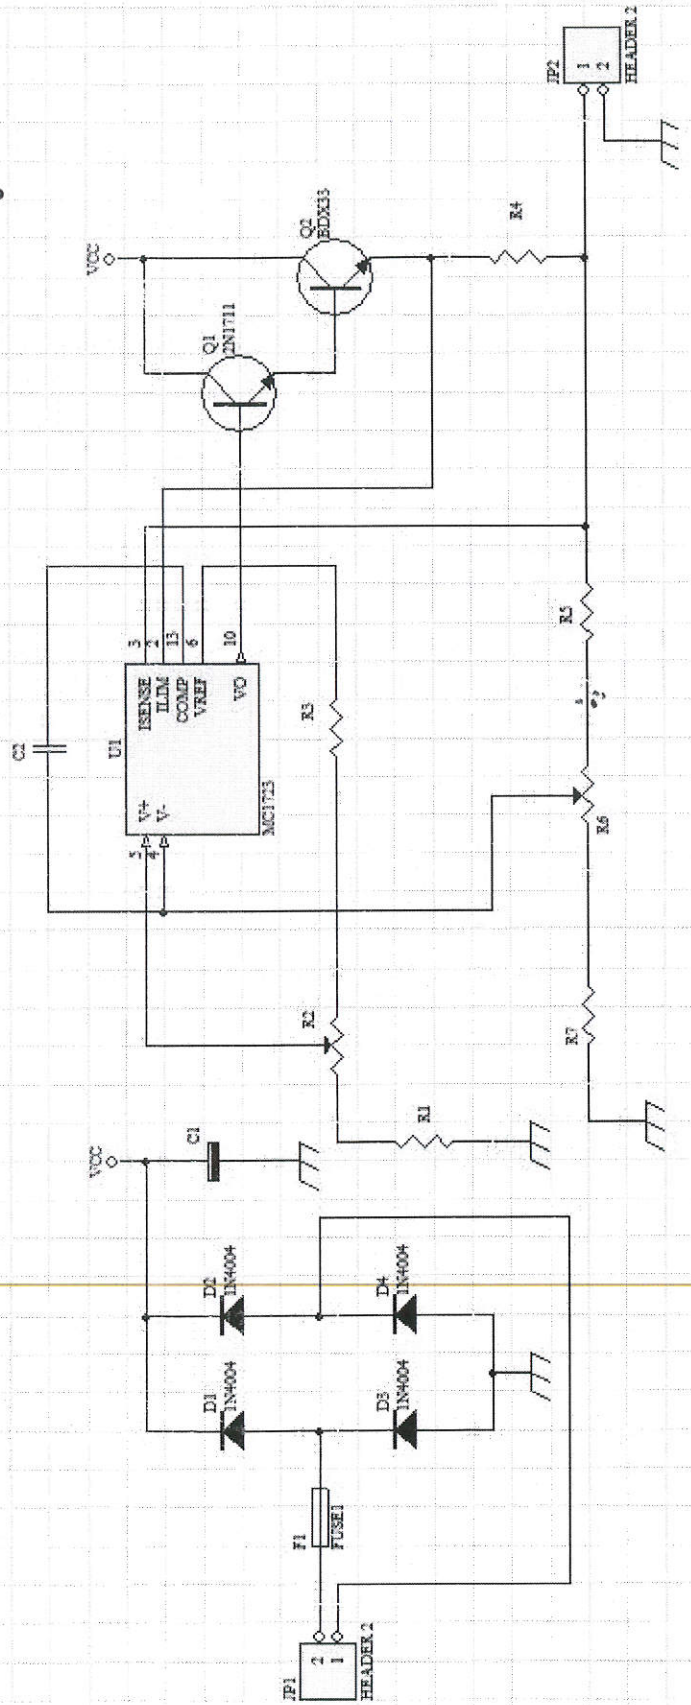 JP1
2
1
HEADER 2
F1
FUSE1
D1
1N4004
D2
1N4004
D3
1N4004
D4
1N4004
VCC
C1
R1
R2
R3
C2
U1
5
V+
4
V-
ISENSE
3
ILIM
2
COMP
13
VREF
6
VO
10
MC1723
Q1
2N1711
VCC
Q2
BDX33
R4
R5
R6
R7
JP2
1
2
HEADER 2